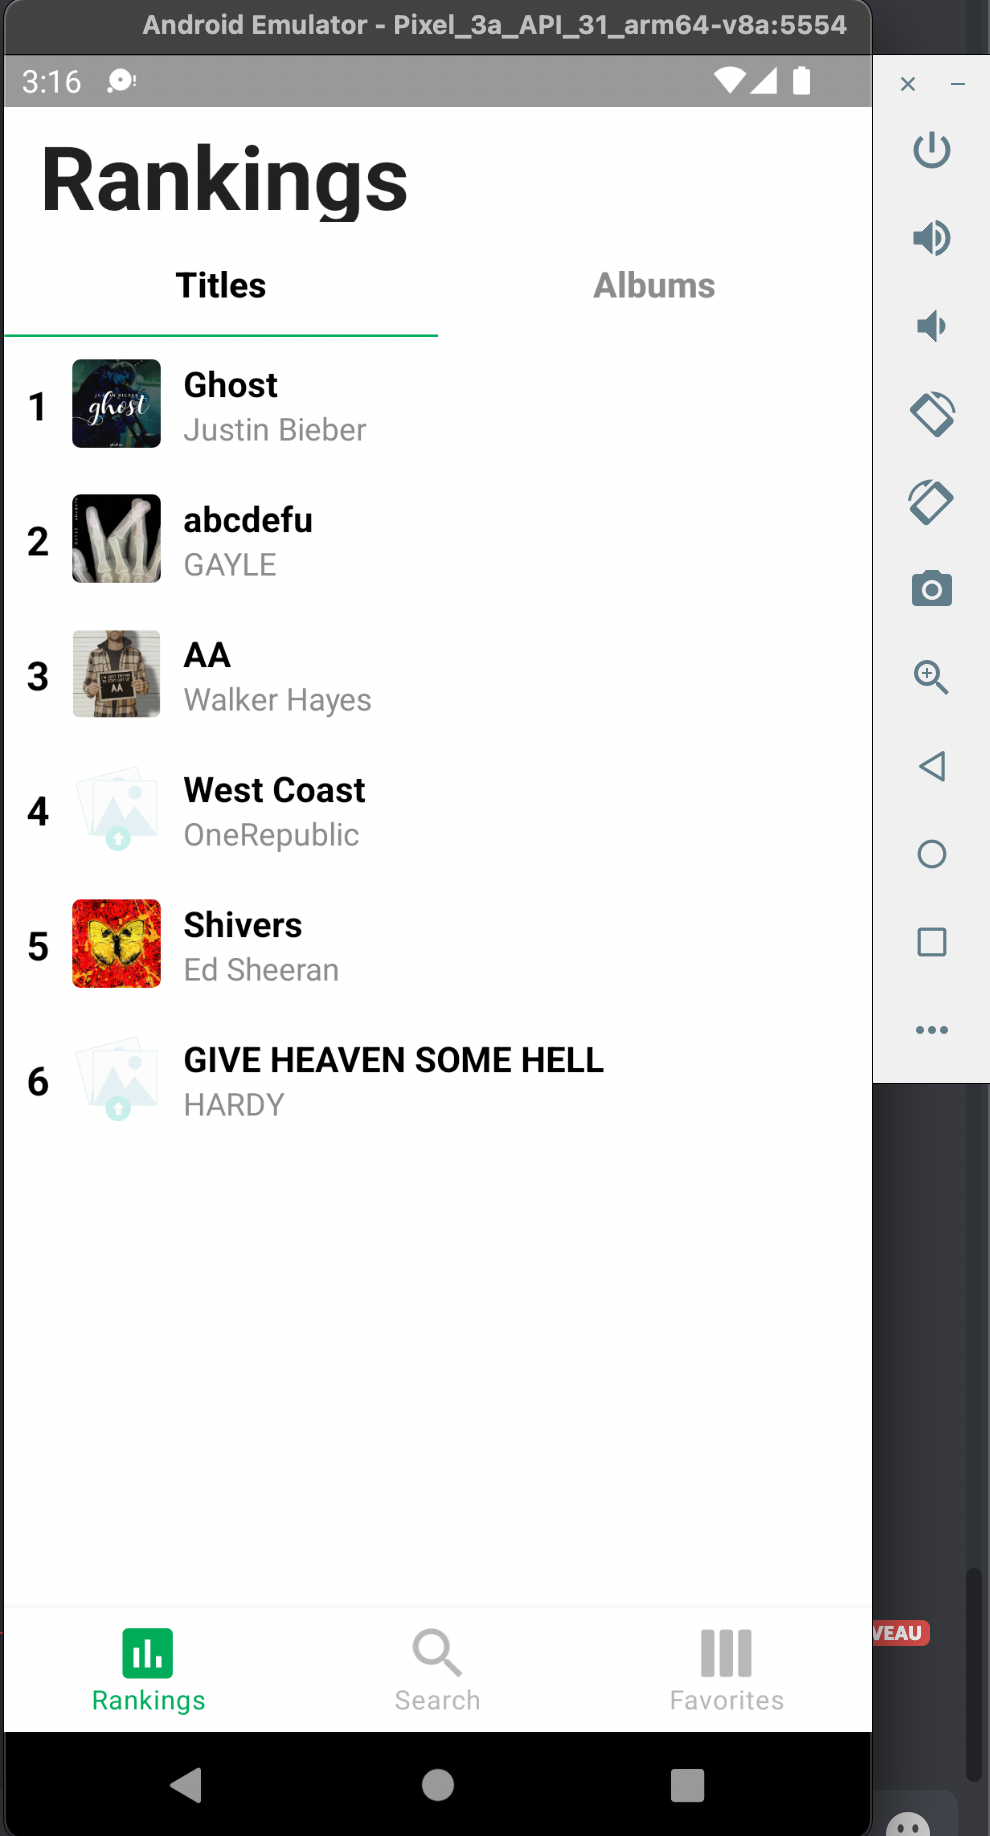 Android Emulator - Pixel_3a_API_31_arm64-v8a:5554
3:16
Rankings
Titles
Albums
1
ghost
Ghost
Justin Bieber
2
abcdefu
GAYLE
3
AA
AA
Walker Hayes
4
West Coast
OneRepublic
5
Shivers
Ed Sheeran
6
GIVE HEAVEN SOME HELL
HARDY
VEAU
Rankings
Search
Favorites